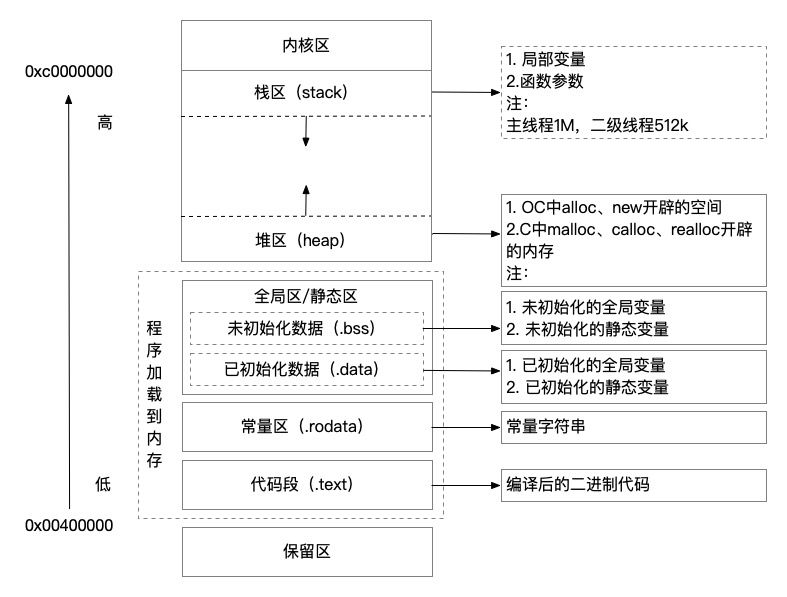 内核区
0xc0000000
高
栈区（stack）
1. 局部变量
2.函数参数
注：
主线程1M，二级线程512k
堆区（heap）
1. OC中alloc、new开辟的空间
2.C中malloc、calloc、realloc开辟
的内存
注：
程序加载到内存
全局区/静态区
未初始化数据（.bss）
1. 未初始化的全局变量
2. 未初始化的静态变量
已初始化数据（.data）
1. 已初始化的全局变量
2. 已初始化的静态变量
常量区（.rodata）
常量字符串
低
代码段（.text）
编译后的二进制代码
0x00400000
保留区